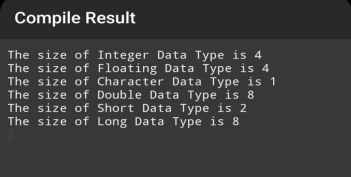 Compile Result
The size of Integer Data Type is 4
The size of Floating Data Type is 4
The size of Character Data Type is 1
The size of Double Data Type is 8
The size of Short Data Type is 2
The size of Long Data Type is 8